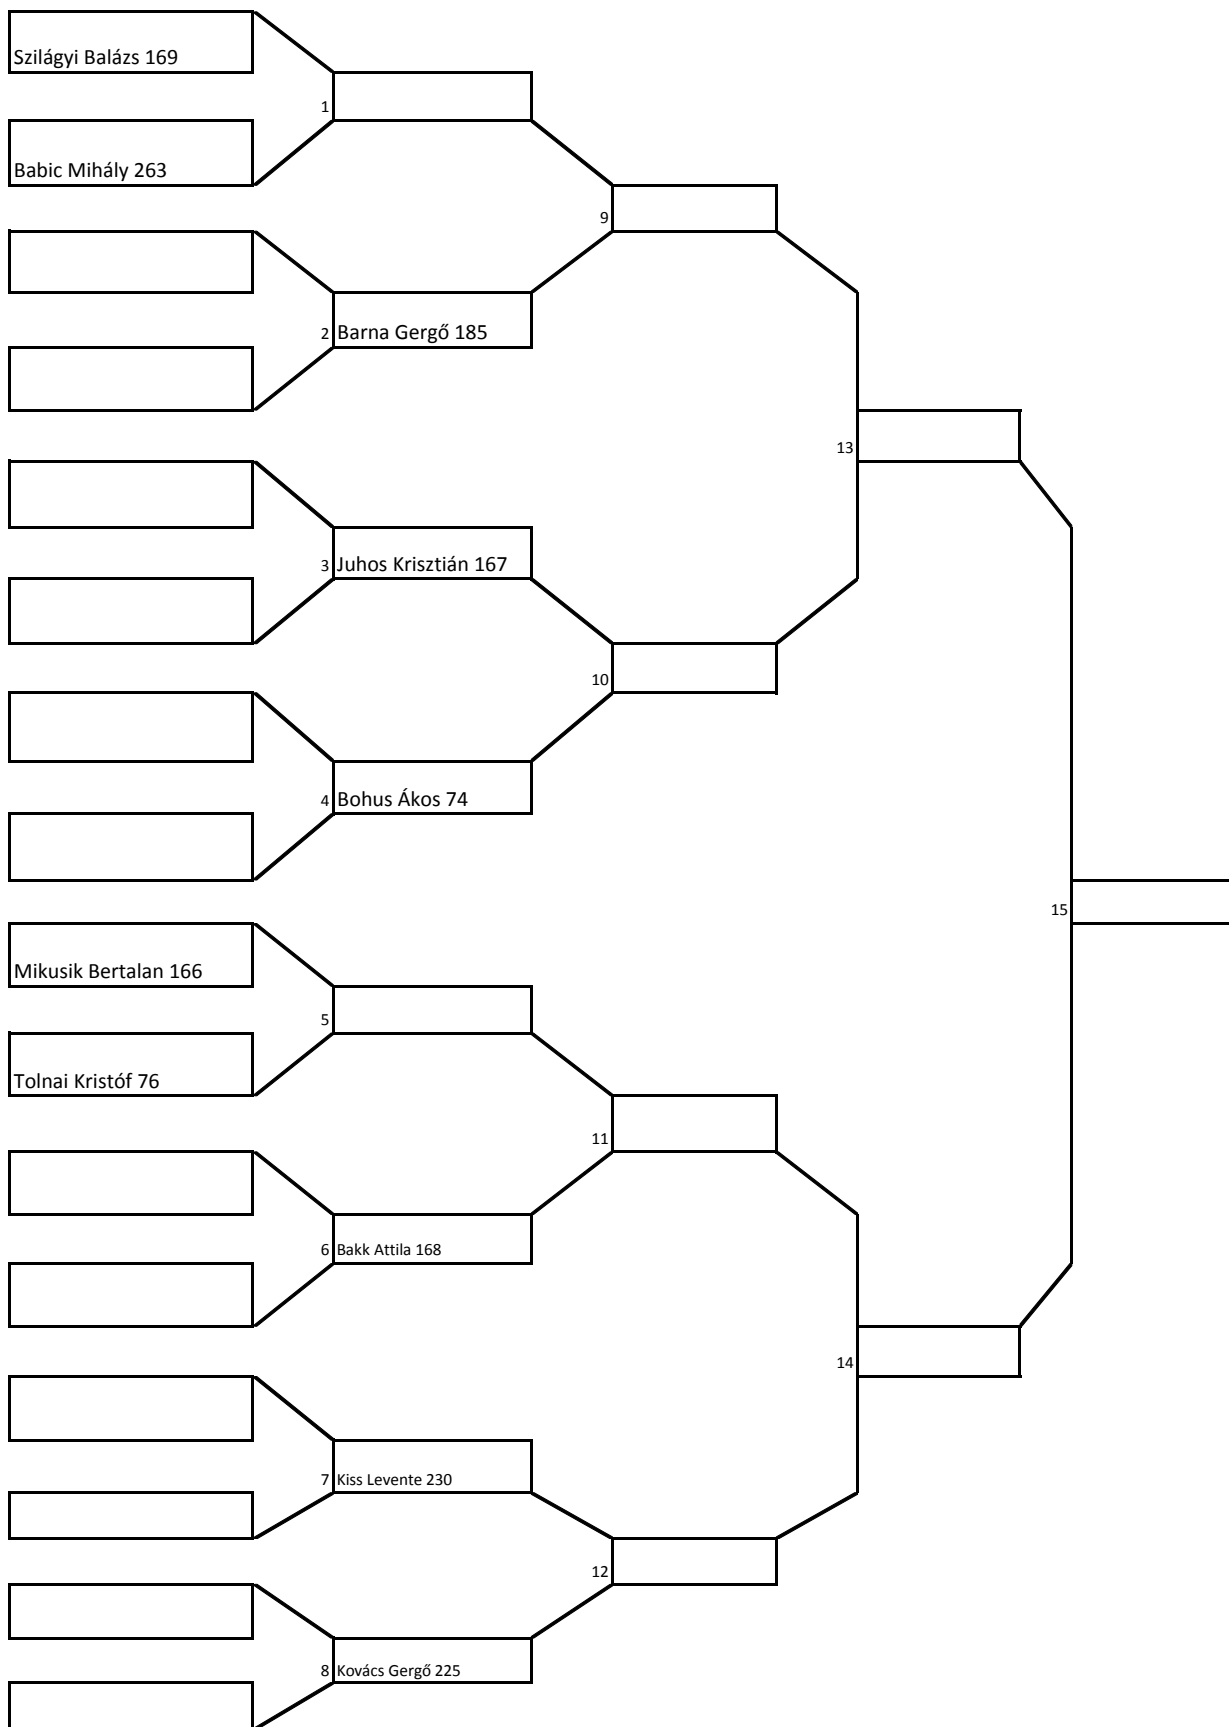 Szilágyi Balázs 169
1
Babic Mihály 263
9
2 Barna Gergő 185
13
3 Juhos Krisztián 167
10
4 Bohus Ákos 74
15
Mikusik Bertalan 166
5
Tolnai Kristóf 76
11
6 Bakk Attila 168
14
7 Kiss Levente 230
12
8 Kovács Gergő 225